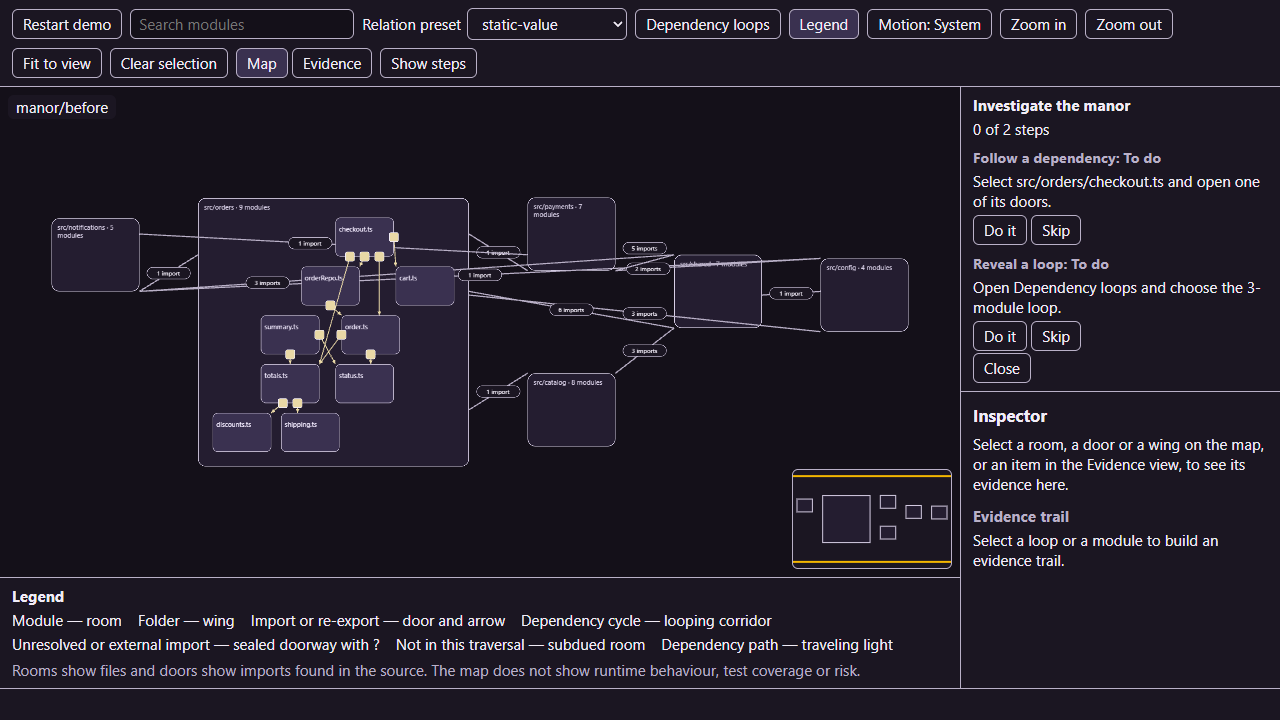 Restart demo
Search modules
Relation preset
static-value
Dependency loops
Legend
Motion: System
Zoom in
Zoom out
Fit to view
Clear selection
Map
Evidence
Show steps
manor/before
src/notifications · 5
modules
src/orders · 9 modules
checkout.ts
orderRepo.ts
cart.ts
summary.ts
order.ts
totals.ts
status.ts
discounts.ts
shipping.ts
src/payments · 7
modules
src/config · 4 modules
src/catalog · 8 modules
1 import
1 import
3 imports
1 import
1 import
5 imports
2 imports
6 imports
3 imports
1 import
3 imports
1 import
Investigate the manor
0 of 2 steps
Follow a dependency: To do
Select src/orders/checkout.ts and open one
of its doors.
Do it
Skip
Reveal a loop: To do
Open Dependency loops and choose the 3-
module loop.
Do it
Skip
Close
Inspector
Select a room, a door or a wing on the map,
or an item in the Evidence view, to see its
evidence here.
Evidence trail
Select a loop or a module to build an
evidence trail.
Legend
Module — room Folder — wing Import or re-export — door and arrow Dependency cycle — looping corridor
Unresolved or external import — sealed doorway with ? Not in this traversal — subdued room Dependency path — traveling light
Rooms show files and doors show imports found in the source. The map does not show runtime behaviour, test coverage or risk.